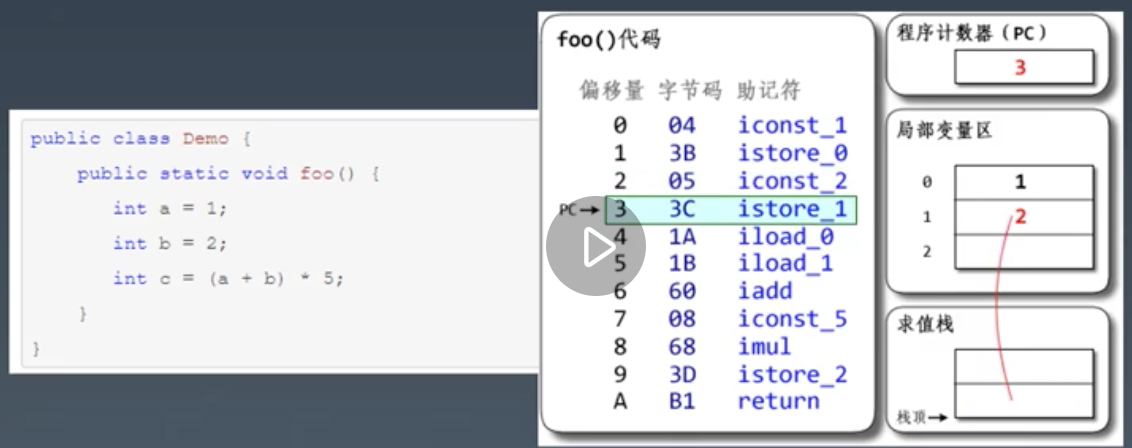 public class Demo {
public static void foo() {
int a = 1;
int b = 2;
int c = (a + b) * 5;
}
}
foo()代码
偏移量 字节码 助记符
0 04 iconst_1
1 3B istore_0
2 05 iconst_2
PC→ 3 3C istore_1
4 1A iload_0
5 1B iload_1
6 60 iadd
7 08 iconst_5
8 68 imul
9 3D istore_2
A B1 return
程序计数器（PC）
3
局部变量区
0 1
1 2
2
求值栈
栈顶→